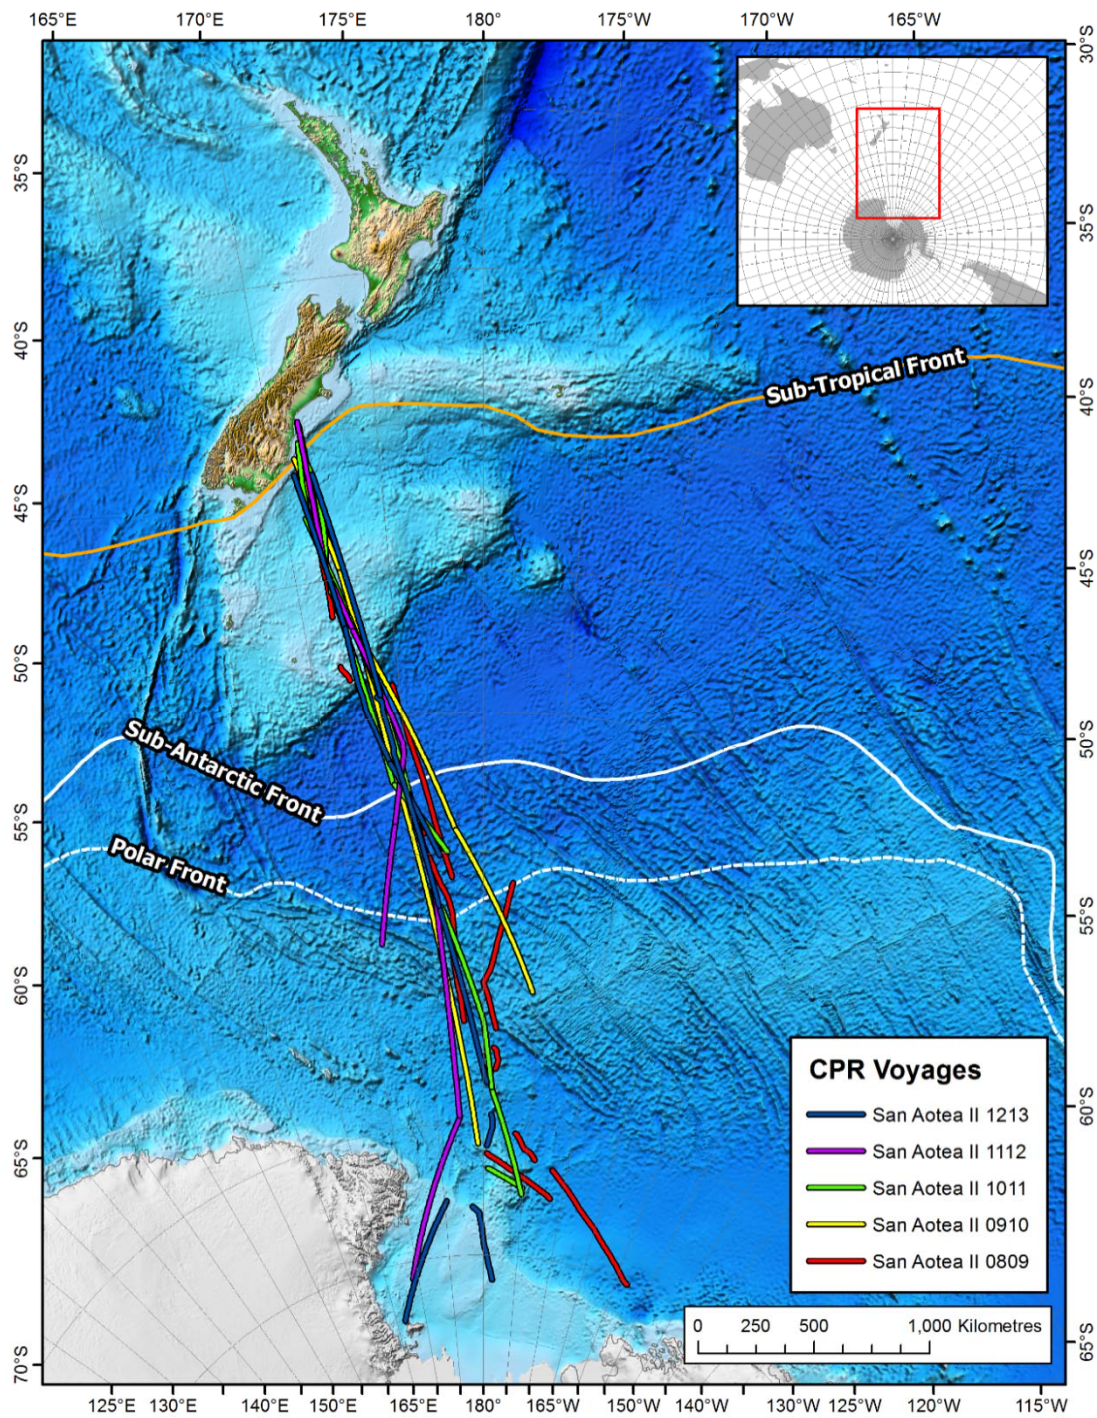 165°E 170°E 175°E 180° 175°W 170°W 165°W
30°S
35°S
35°S
40°S
Sub-Tropical Front
40°S
45°S
45°S
50°S
Sub-Antarctic Front
50°S
55°S
Polar Front
55°S
60°S
CPR Voyages
San Aotea II 1213
60°S
San Aotea II 1112
65°S
San Aotea II 1011
San Aotea II 0910
San Aotea II 0809
0 250 500 1,000 Kilometres
65°S
70°S
125°E 130°E 140°E 150°E 160°E 180° 165°W 150°W 140°W 130°W 125°W 120°W 115°W